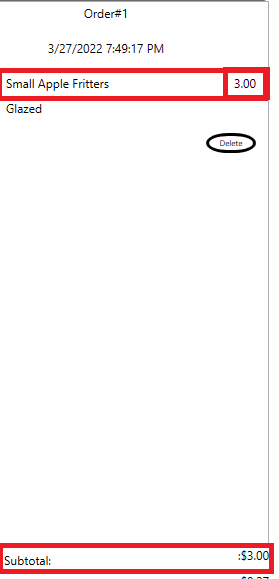 Order#1
3/27/2022 7:49:17 PM
Small Apple Fritters 3.00
Glazed
Delete
Subtotal: :$3.00